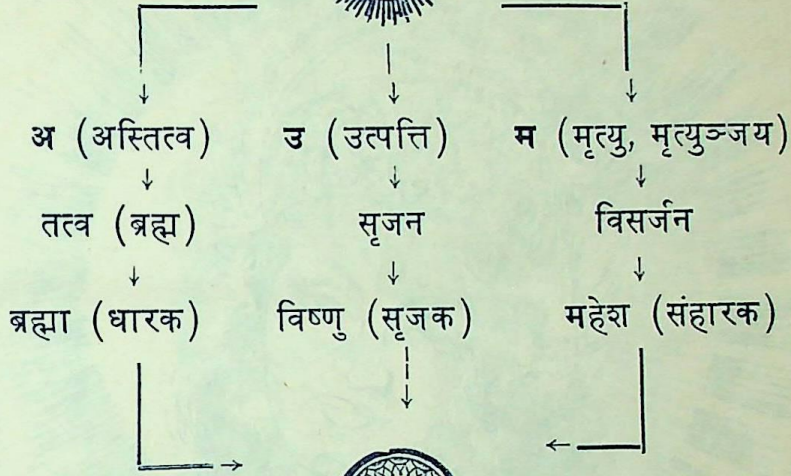 अ (अस्तित्व) उ (उत्पत्ति) म (मृत्यु, मृत्युञ्जय)
तत्व (ब्रह्म) सृजन विसर्जन
ब्रह्मा (धारक) विष्णु (सृजक) महेश (संहारक)